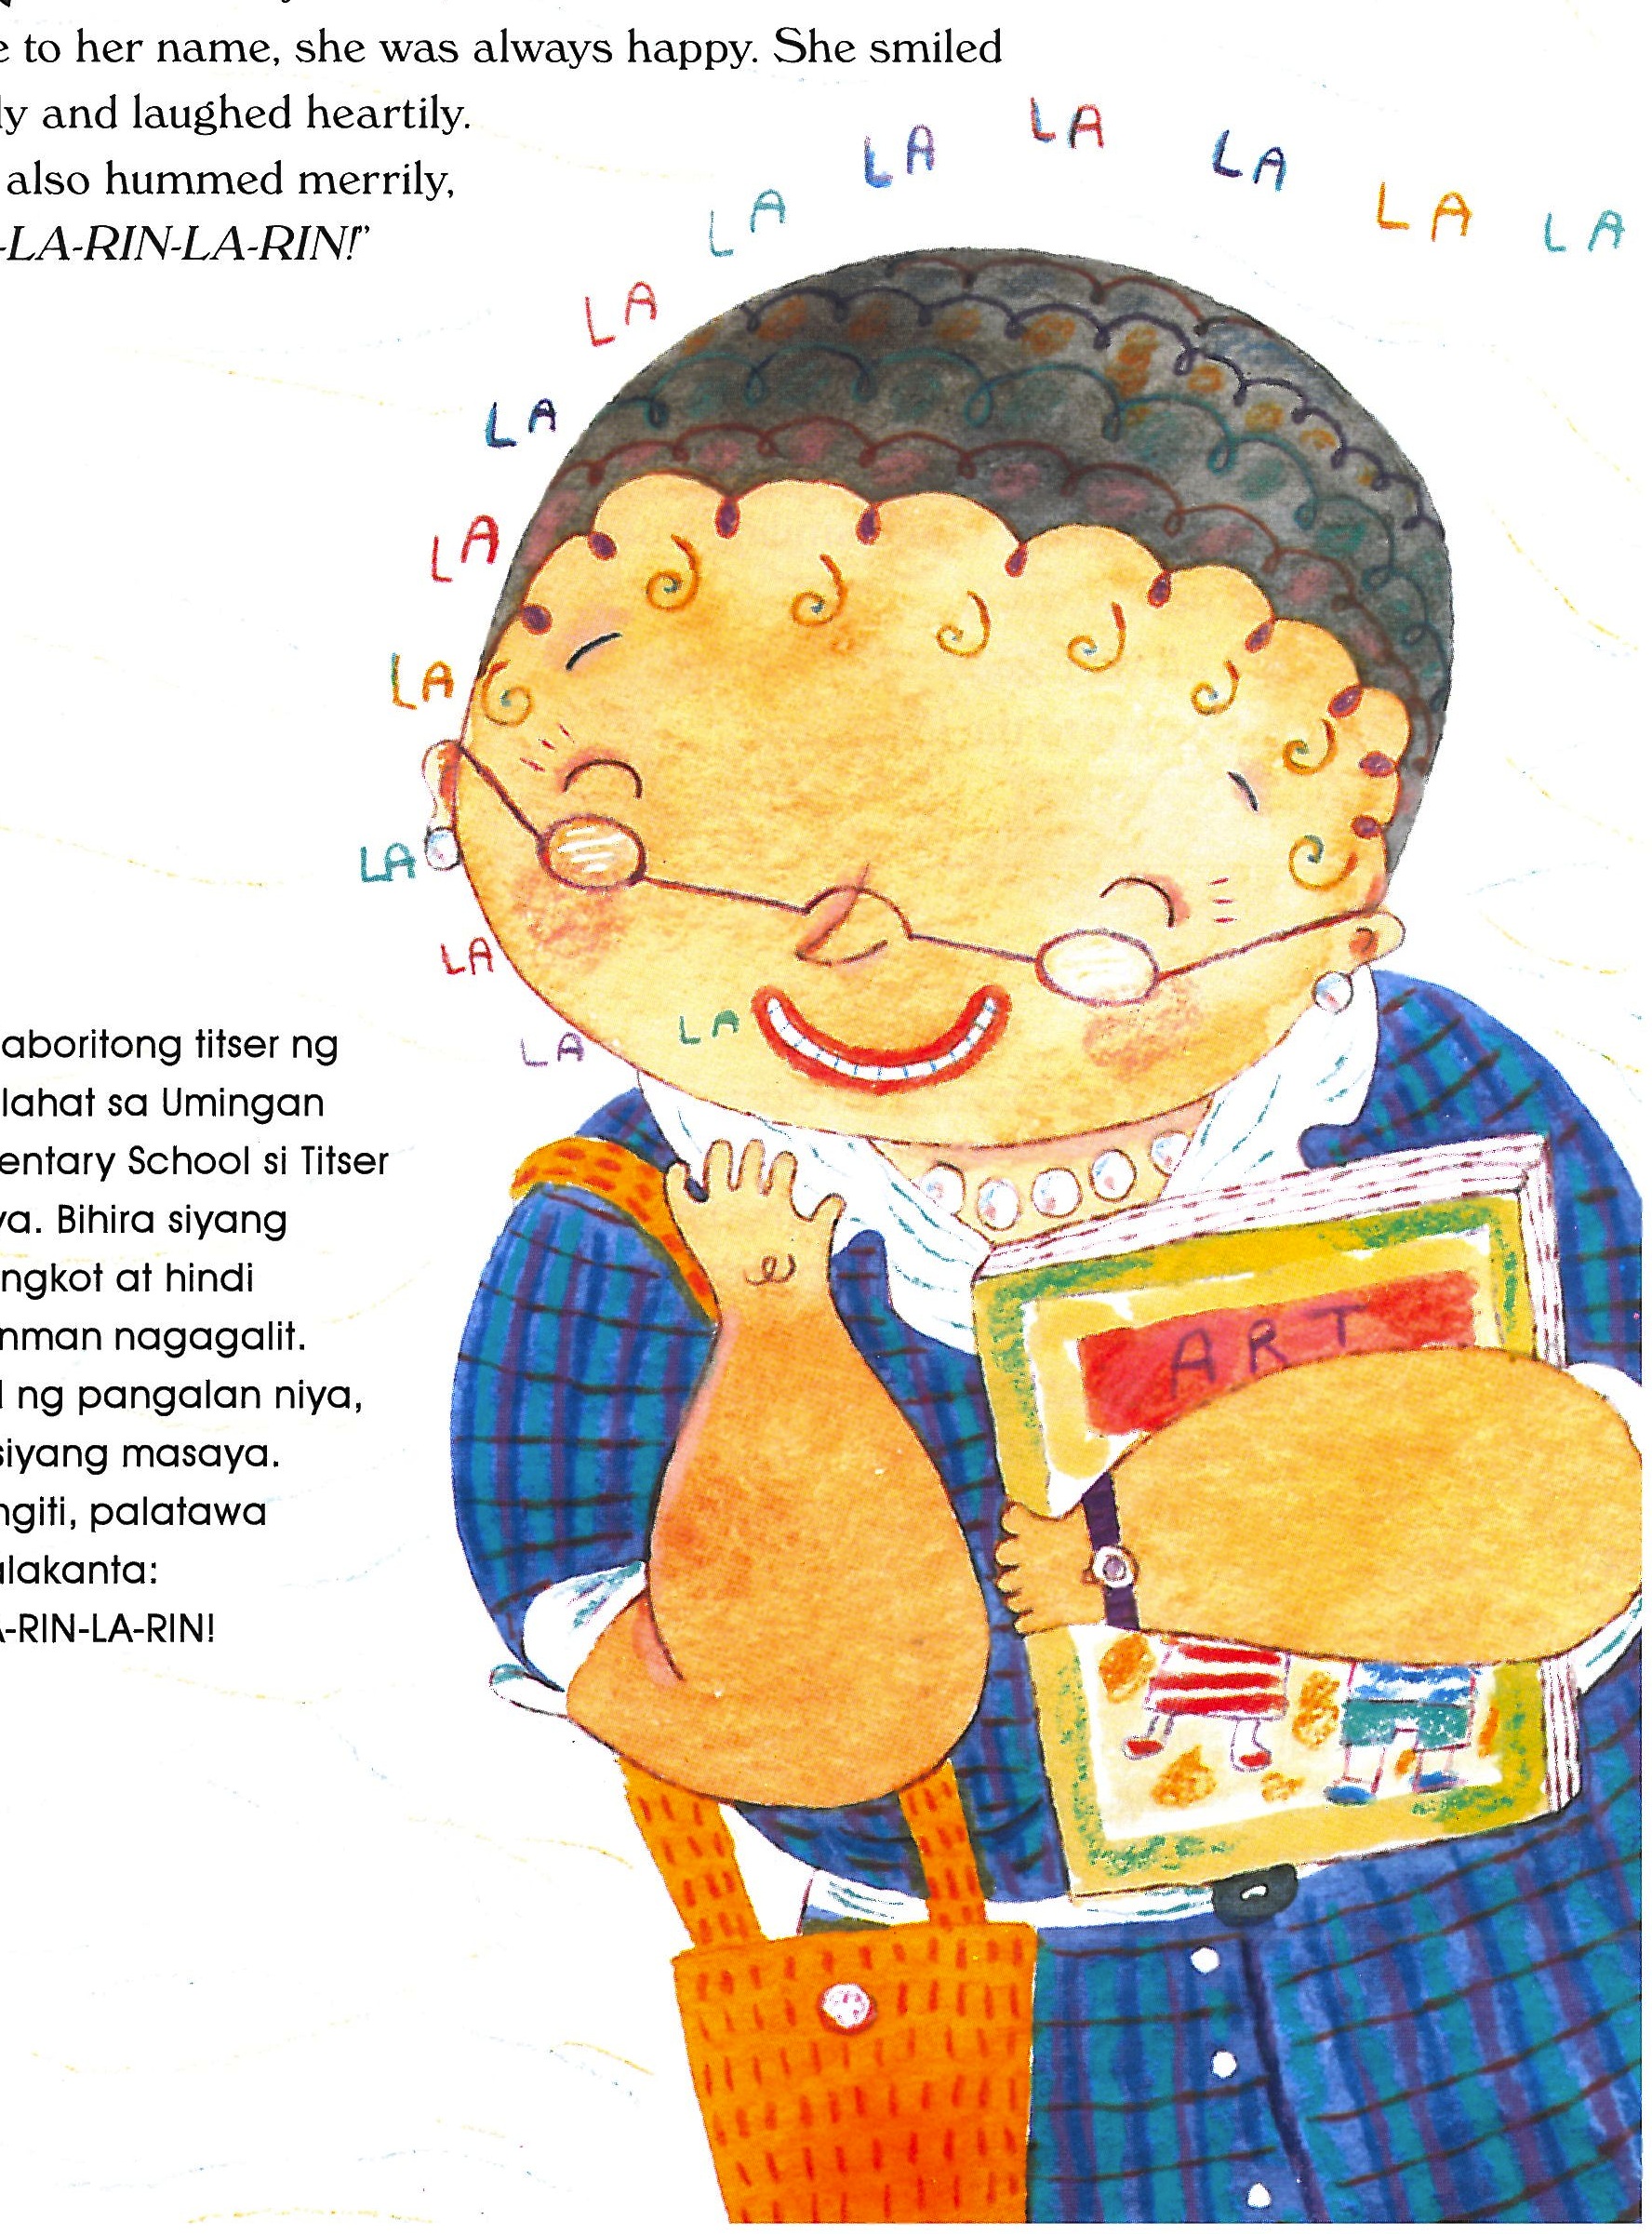 e to her name, she was always happy. She smiled
ly and laughed heartily.
also hummed merrily,
-LA-RIN-LA-RIN!”
LA
LA
LA
LA
LA
LA
LA
LA
LA
LA
LA
LA
LA
LA
aboritong titser ng
lahat sa Umingan
entary School si Titser
ya. Bihira siyang
ngkot at hindi
nman nagagalit.
l ng pangalan niya,
siyang masaya.
ngiti, palatawa
alakanta:
A-RIN-LA-RIN!
ART